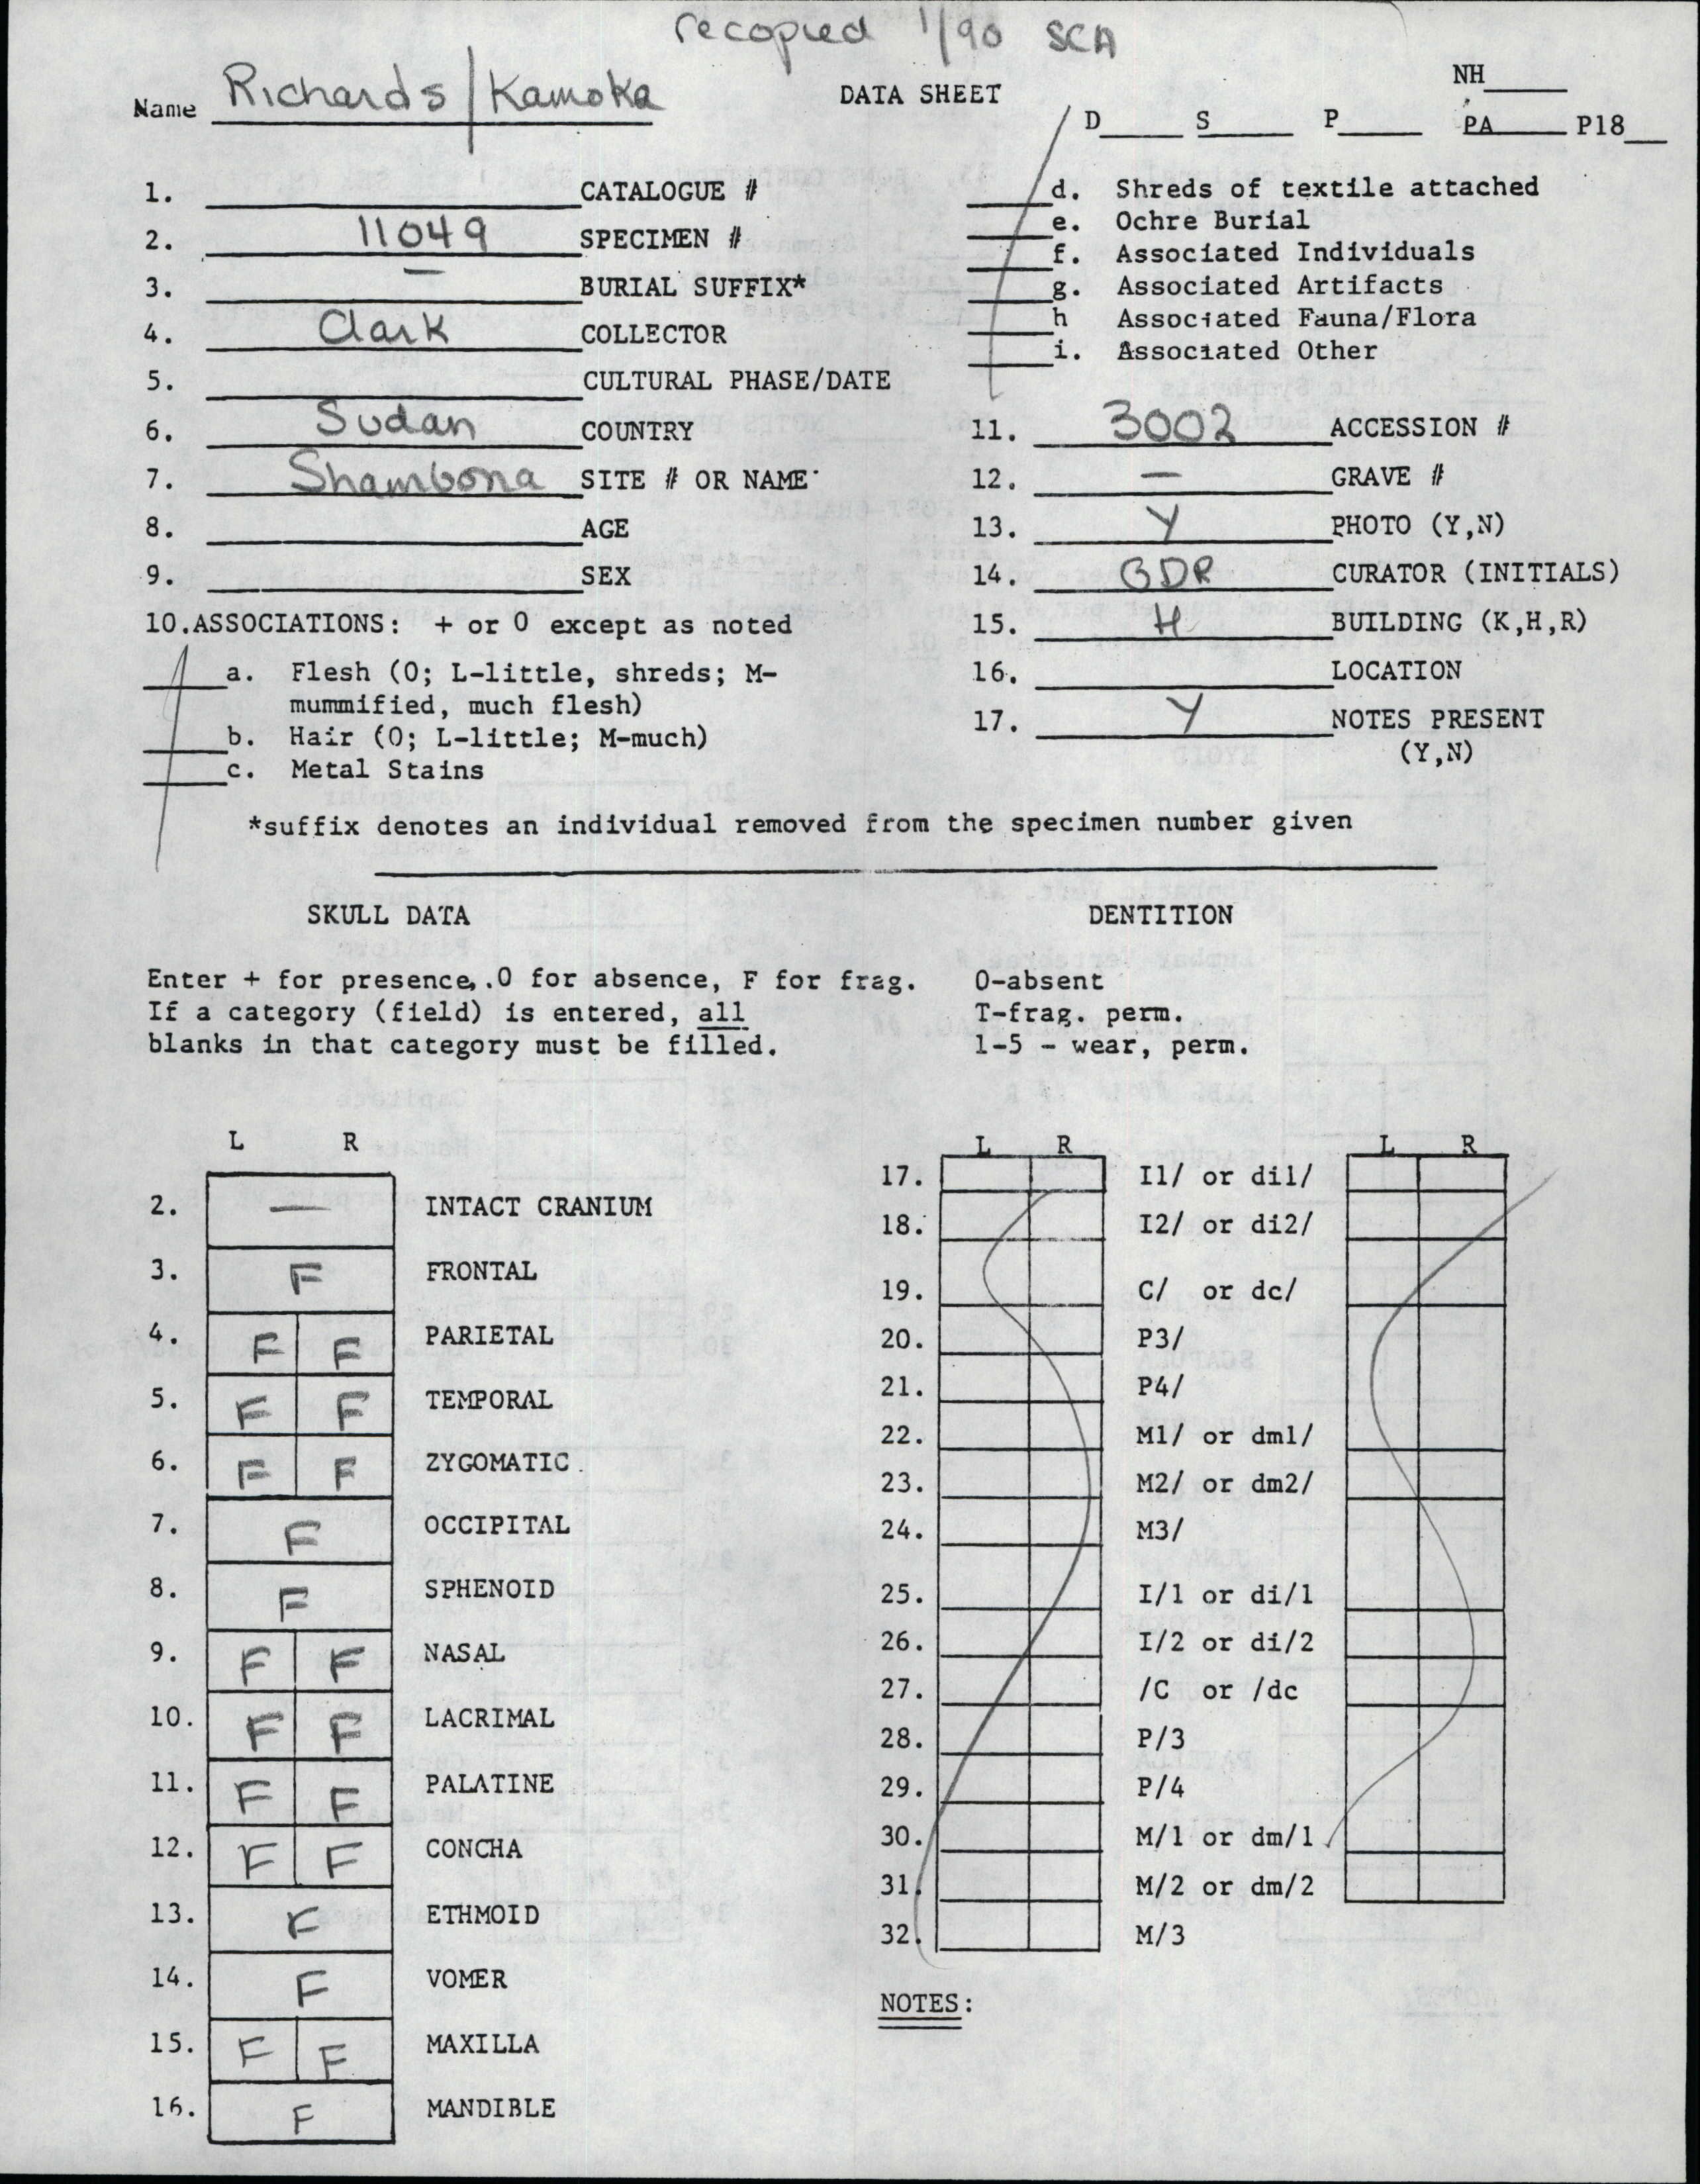 recopied 1/90 SCA
Name Richards/Kamoka
DATA SHEET
NH
D S P PA P18
1. CATALOGUE #
2. 11049 SPECIMEN #
3. — BURIAL SUFFIX*
4. Clark COLLECTOR
5. CULTURAL PHASE/DATE
6. Sudan COUNTRY
7. Shambona SITE # OR NAME
8. AGE
9. SEX
10.ASSOCIATIONS: + or 0 except as noted
a. Flesh (0; L-little, shreds; M-
mummified, much flesh)
b. Hair (0; L-little; M-much)
c. Metal Stains
d. Shreds of textile attached
e. Ochre Burial
f. Associated Individuals
g. Associated Artifacts
h Associated Fauna/Flora
i. Associated Other
11. 3002 ACCESSION #
12. — GRAVE #
13. Y PHOTO (Y,N)
14. GDR CURATOR (INITIALS)
15. H BUILDING (K,H,R)
16. LOCATION
17. Y NOTES PRESENT
(Y,N)
*suffix denotes an individual removed from the specimen number given
SKULL DATA
Enter + for presence, .0 for absence, F for frag.
If a category (field) is entered, all
blanks in that category must be filled.
L R
2. — INTACT CRANIUM
3. F FRONTAL
4. F F PARIETAL
5. F F TEMPORAL
6. F F ZYGOMATIC
7. F OCCIPITAL
8. F SPHENOID
9. F F NASAL
10. F F LACRIMAL
11. F F PALATINE
12. F F CONCHA
13. F ETHMOID
14. F VOMER
15. F F MAXILLA
16. F MANDIBLE
DENTITION
0-absent
T-frag. perm.
1-5 - wear, perm.
L R L R
17. I1/ or di1/
18. I2/ or di2/
19. C/ or dc/
20. P3/
21. P4/
22. M1/ or dm1/
23. M2/ or dm2/
24. M3/
25. I/1 or di/1
26. I/2 or di/2
27. /C or /dc
28. P/3
29. P/4
30. M/1 or dm/1
31. M/2 or dm/2
32. M/3
NOTES: